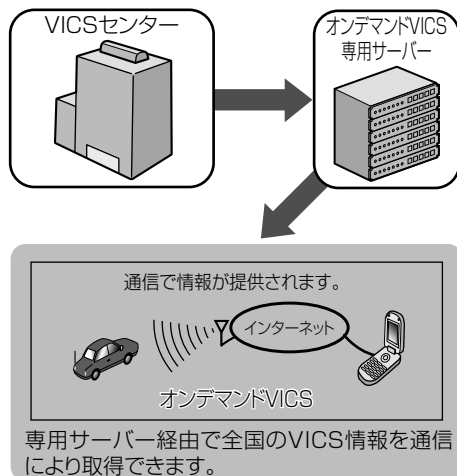 VICSセンター
オンデマンドVICS
専用サーバー
通信で情報が提供されます。
インターネット
オンデマンドVICS
専用サーバー経由で全国のVICS情報を通信
により取得できます。